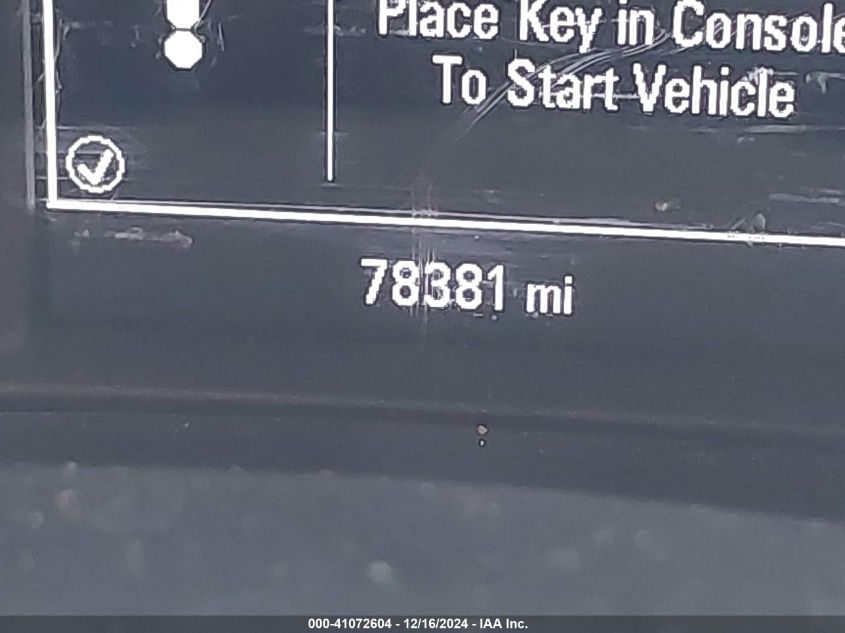 Place Key in Console
To Start Vehicle
78381 mi
000-41072604 - 12/16/2024 - IAA Inc.